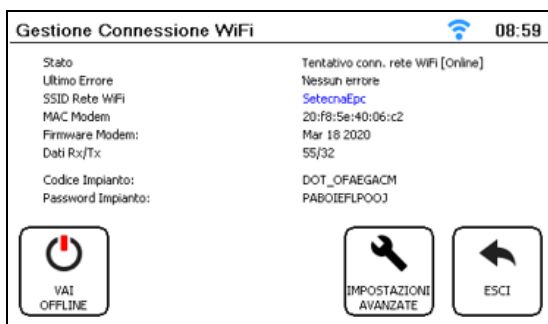 Gestione Connessione WiFi 08:59
Stato Tentativo conn. rete WiFi [Online]
Ultimo Errore Nessun errore
SSID Rete WiFi SetecnaEpc
MAC Modem 20:f8:5e:40:06:c2
Firmware Modem: Mar 18 2020
Dati Rx/Tx 55/32
Codice Impianto: DOT_OFAEGACM
Password Impianto: PABOIEFLPOOJ
VAI
OFFLINE
IMPOSTAZIONI
AVANZATE
ESCI